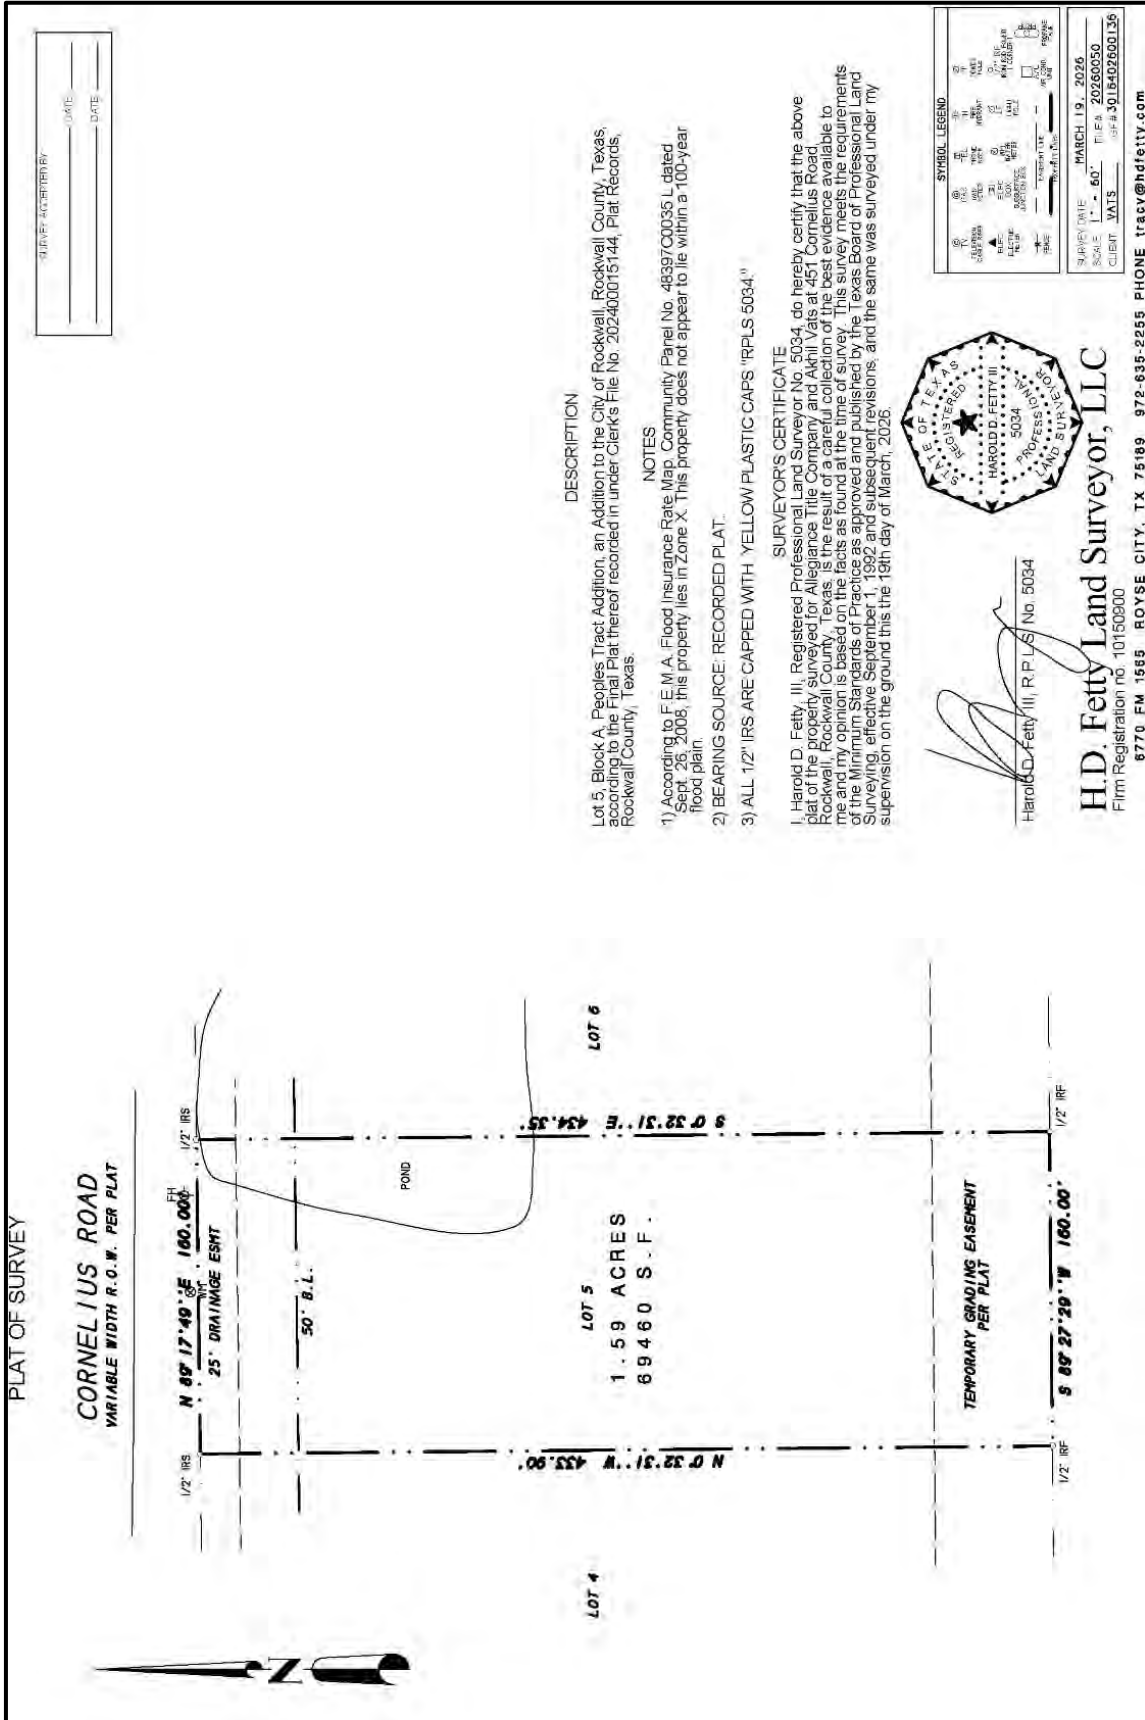 PLAT OF SURVEY
CORNELIUS ROAD
VARIABLE WIDTH R.O.W. PER PLAT
1/2" IRS
N 89°17'49"E 160.00'
FH
1/2" IRS
WM
25' DRAINAGE ESMT
50' B.L.
POND
N 0°32'31"W 433.90'
S 0°32'31"E 434.35'
LOT 4
LOT 5
LOT 6
1.59 ACRES
69460 S.F.
TEMPORARY GRADING EASEMENT
PER PLAT
1/2" IRF
S 89°27'29"W 160.00'
1/2" IRF
N
SURVEY ACCEPTED BY:
DATE
DATE
DESCRIPTION
Lot 5, Block A, Peoples Tract Addition, an Addition to the City of Rockwall, Rockwall County, Texas,
according to the Final Plat thereof recorded in under Clerk's File No. 20240015144, Plat Records,
Rockwall County, Texas.
NOTES
1) According to F.E.M.A. Flood Insurance Rate Map, Community Panel No. 48397C0035 L dated
Sept. 26, 2008, this property lies in Zone X. This property does not appear to lie within a 100-year
flood plain.
2) BEARING SOURCE: RECORDED PLAT.
3) ALL 1/2" IRS ARE CAPPED WITH YELLOW PLASTIC CAPS "RPLS 5034."
SURVEYOR'S CERTIFICATE
I, Harold D. Fetty, III, Registered Professional Land Surveyor No. 5034, do hereby certify that the above
plat of the property surveyed for Allegiance Title Company and Akhil Vats at 451 Cornelius Road,
Rockwall, Rockwall County, Texas, is the result of a careful collection of the best evidence available to
me and my opinion is based on the facts as found at the time of survey. This survey meets the requirements
of the Minimum Standards of Practice as approved and published by the Texas Board of Professional Land
Surveying, effective September 1, 1992 and subsequent revisions, and the same was surveyed under my
supervision on the ground this the 19th day of March, 2026.
Harold D. Fetty III, R.P.L.S. No. 5034
STATE OF TEXAS
REGISTERED
HAROLD D. FETTY III
5034
PROFESSIONAL
LAND SURVEYOR
H.D. Fetty Land Surveyor, LLC
Firm Registration no. 10150900
6770 FM 1565 ROYSE CITY, TX 75189 972-635-2255 PHONE tracy@hdfetty.com
SYMBOL LEGEND
SURVEY DATE MARCH 19, 2026
SCALE 1" = 60' FILE# 20260050
CLIENT VATS GF# 3016402600136